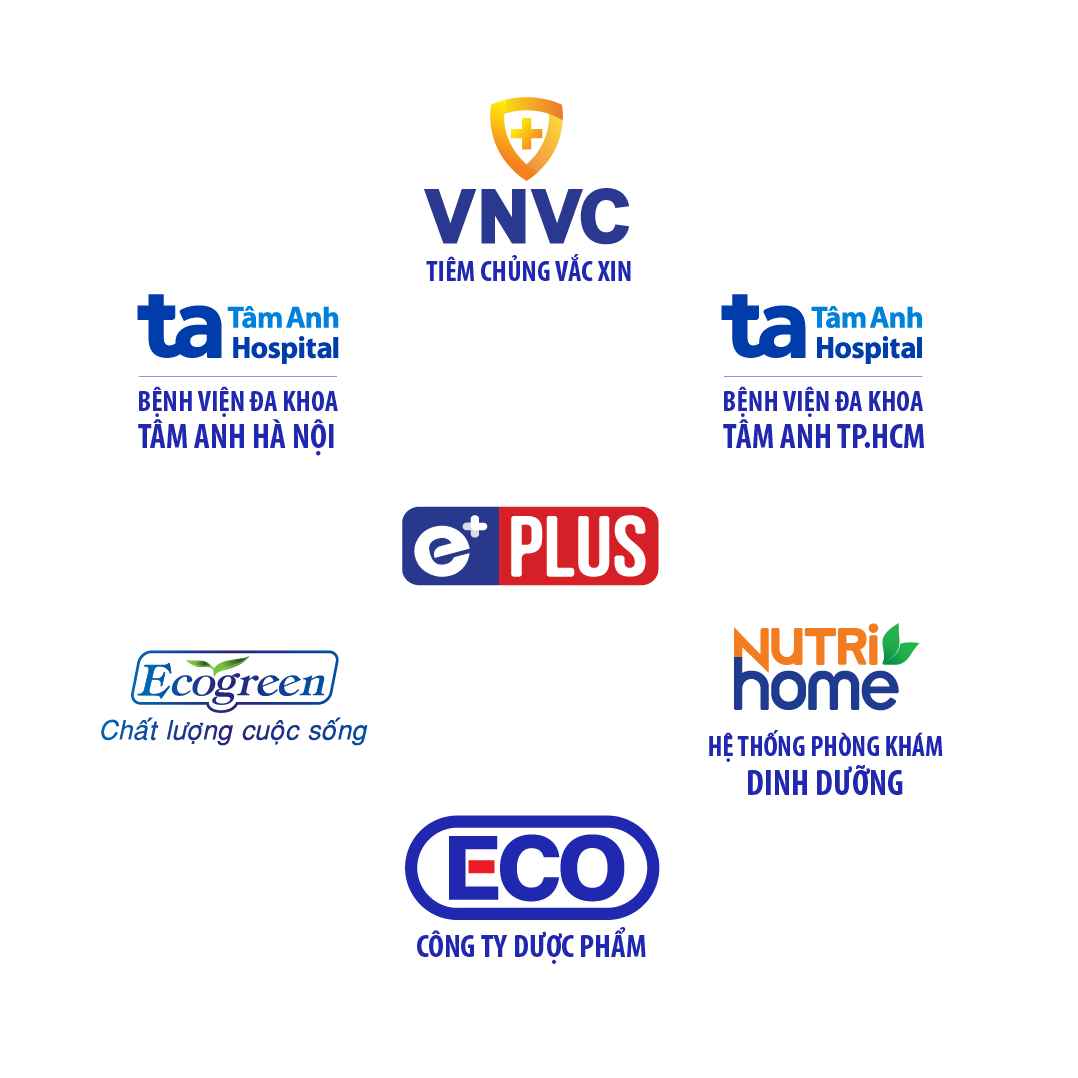 VNVC
TIÊM CHỦNG VẮC XIN
ta Tâm Anh
Hospital
BỆNH VIỆN ĐA KHOA
TÂM ANH HÀ NỘI
ta Tâm Anh
Hospital
BỆNH VIỆN ĐA KHOA
TÂM ANH TP.HCM
e+ PLUS
Ecogreen
Chất lượng cuộc sống
NUTRi
home
HỆ THỐNG PHÒNG KHÁM
DINH DƯỠNG
ECO
CÔNG TY DƯỢC PHẨM